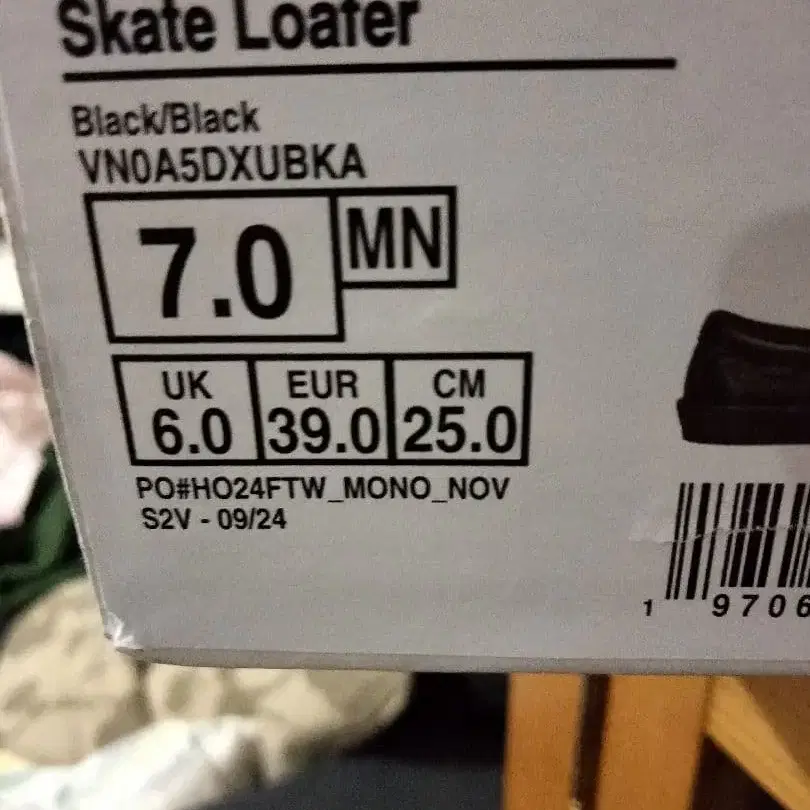 Skate Loafer
Black/Black
VN0A5DXUBKA
7.0 MN
UK EUR CM
6.0 39.0 25.0
PO#HO24FTW_MONO_NOV
S2V - 09/24
1 9706